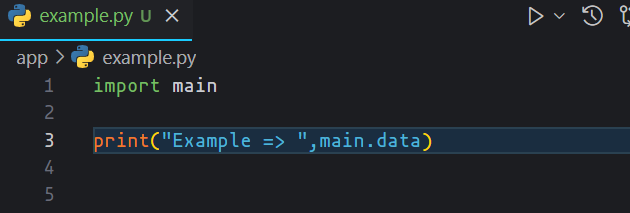 example.py U
app > example.py
1 import main
2
3 print("Example => ",main.data)
4
5